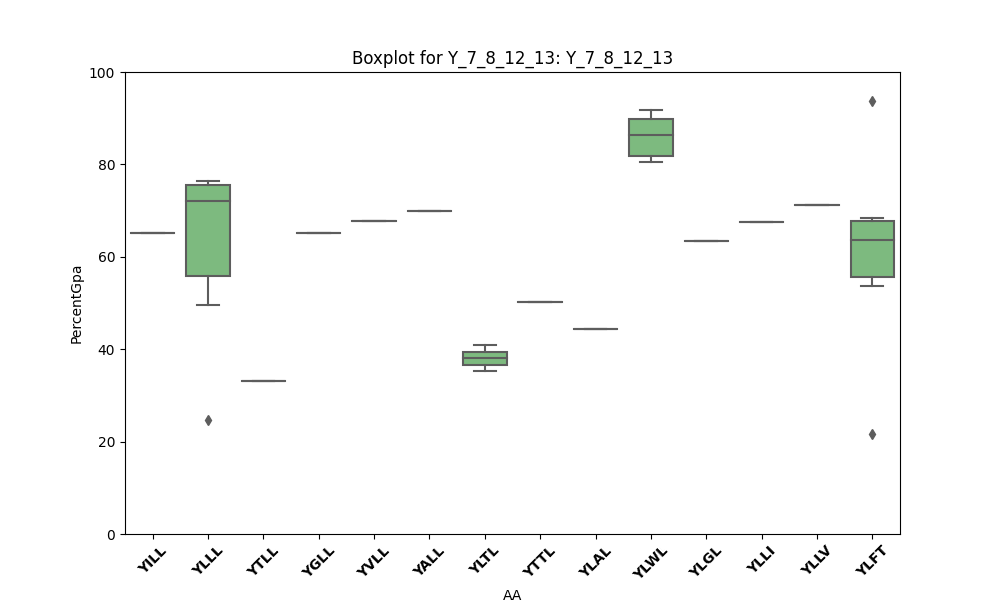 Boxplot for Y_7_8_12_13: Y_7_8_12_13
100
80
60
40
20
0
PercentGpa
YILL YLLL YTLL YGLL YVLL YALL YLTL YTTL YLAL YLWL YLGL YLLI YLLV YLFT
AA